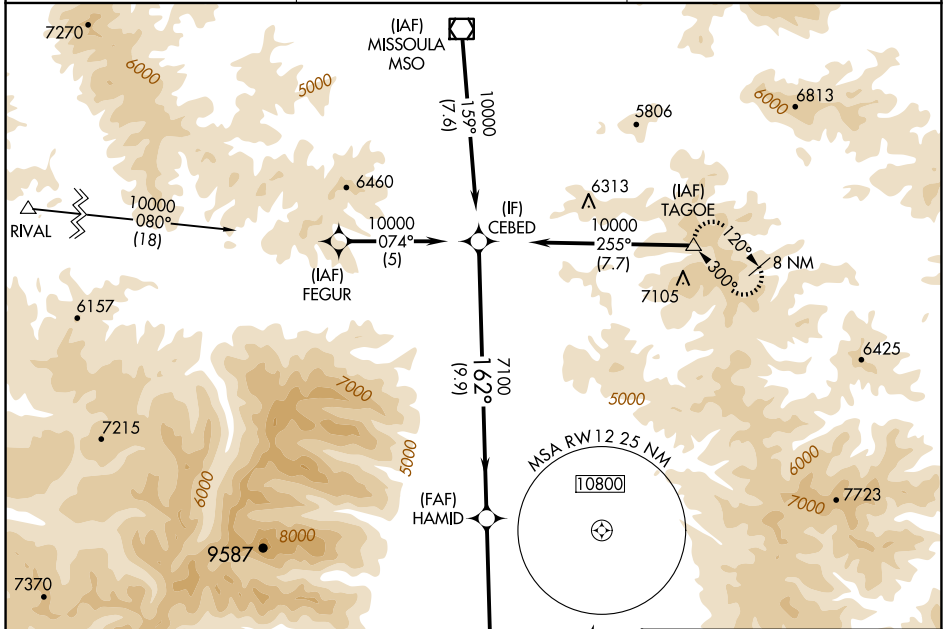 7270
6000
5000
(IAF)
MISSOULA
MSO
10000
159°
(7.6)
5806
6000
6813
6460
6313
(IAF)
TAGOE
RIVAL
10000
080°
(18)
10000
074°
(5)
(IAF)
FEGUR
(IF)
CEBED
10000
255°
(7.7)
120°
300°
8 NM
7105
6157
6425
7000
7100
162°
(9.9)
5000
7215
5000
6000
MSA RW12 25 NM
10800
6000
7000
7723
(FAF)
HAMID
8000
9587
7370